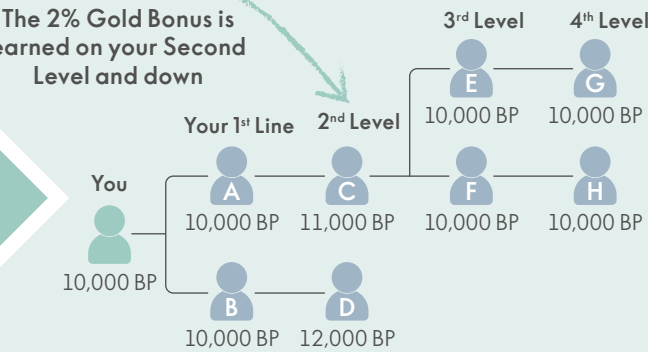 The 2% Gold Bonus is
earned on your Second
Level and down
3rd Level 4th Level
E G
10,000 BP 10,000 BP
Your 1st Line 2nd Level
You
A C F H
10,000 BP 11,000 BP 10,000 BP 10,000 BP
10,000 BP
B D
10,000 BP 12,000 BP